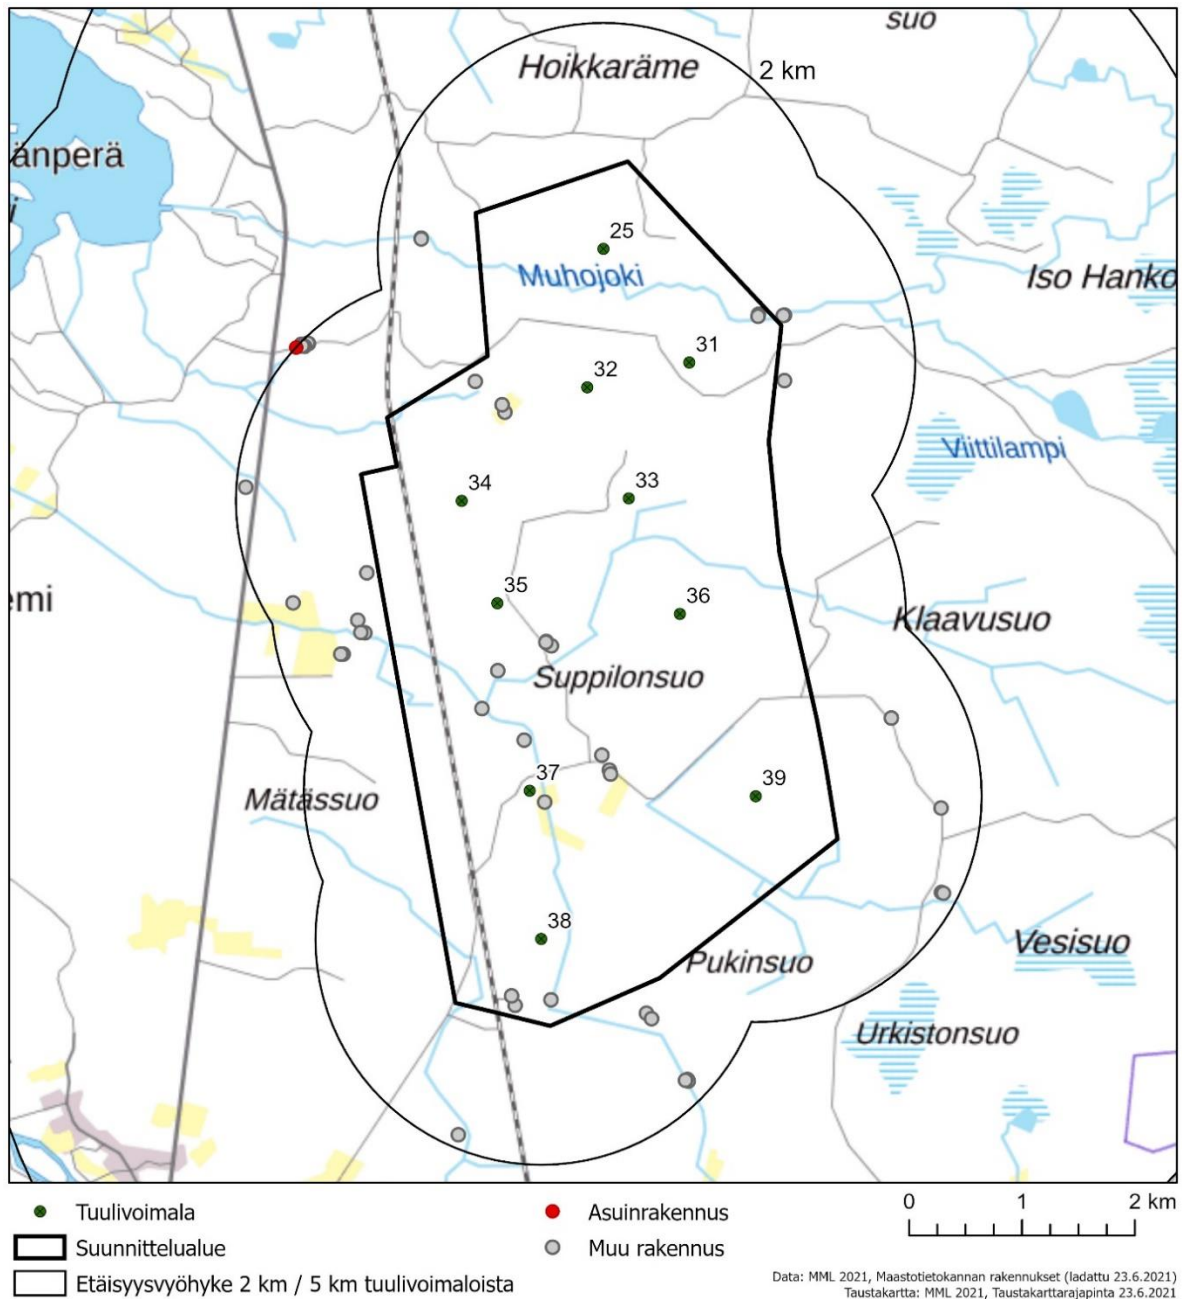 suo
Hoikkaräme
2 km
änperä
i
25
Muhojoki
Iso Hanko
31
32
Viittilampi
34
33
35
36
emi
Klaavusuo
Suppilonsuo
37
39
Mätässuo
38
Pukinsuo
Vesisuo
Urkistonsuo
0 1 2 km
Tuulivoimala
Asuinrakennus
Suunnittelualue
Muu rakennus
Etäisyysvyöhyke 2 km / 5 km tuulivoimaloista
Data: MML 2021, Maastotietokannan rakennukset (ladattu 23.6.2021)
Taustakartta: MML 2021, Taustakarttarajapinta 23.6.2021